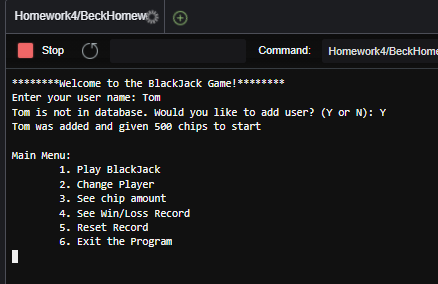 Homework4/BeckHomew
Stop
Command:
Homework4/BeckHome
********Welcome to the BlackJack Game!********
Enter your user name: Tom
Tom is not in database. Would you like to add user? (Y or N): Y
Tom was added and given 500 chips to start
Main Menu:
1. Play BlackJack
2. Change Player
3. See chip amount
4. See Win/Loss Record
5. Reset Record
6. Exit the Program